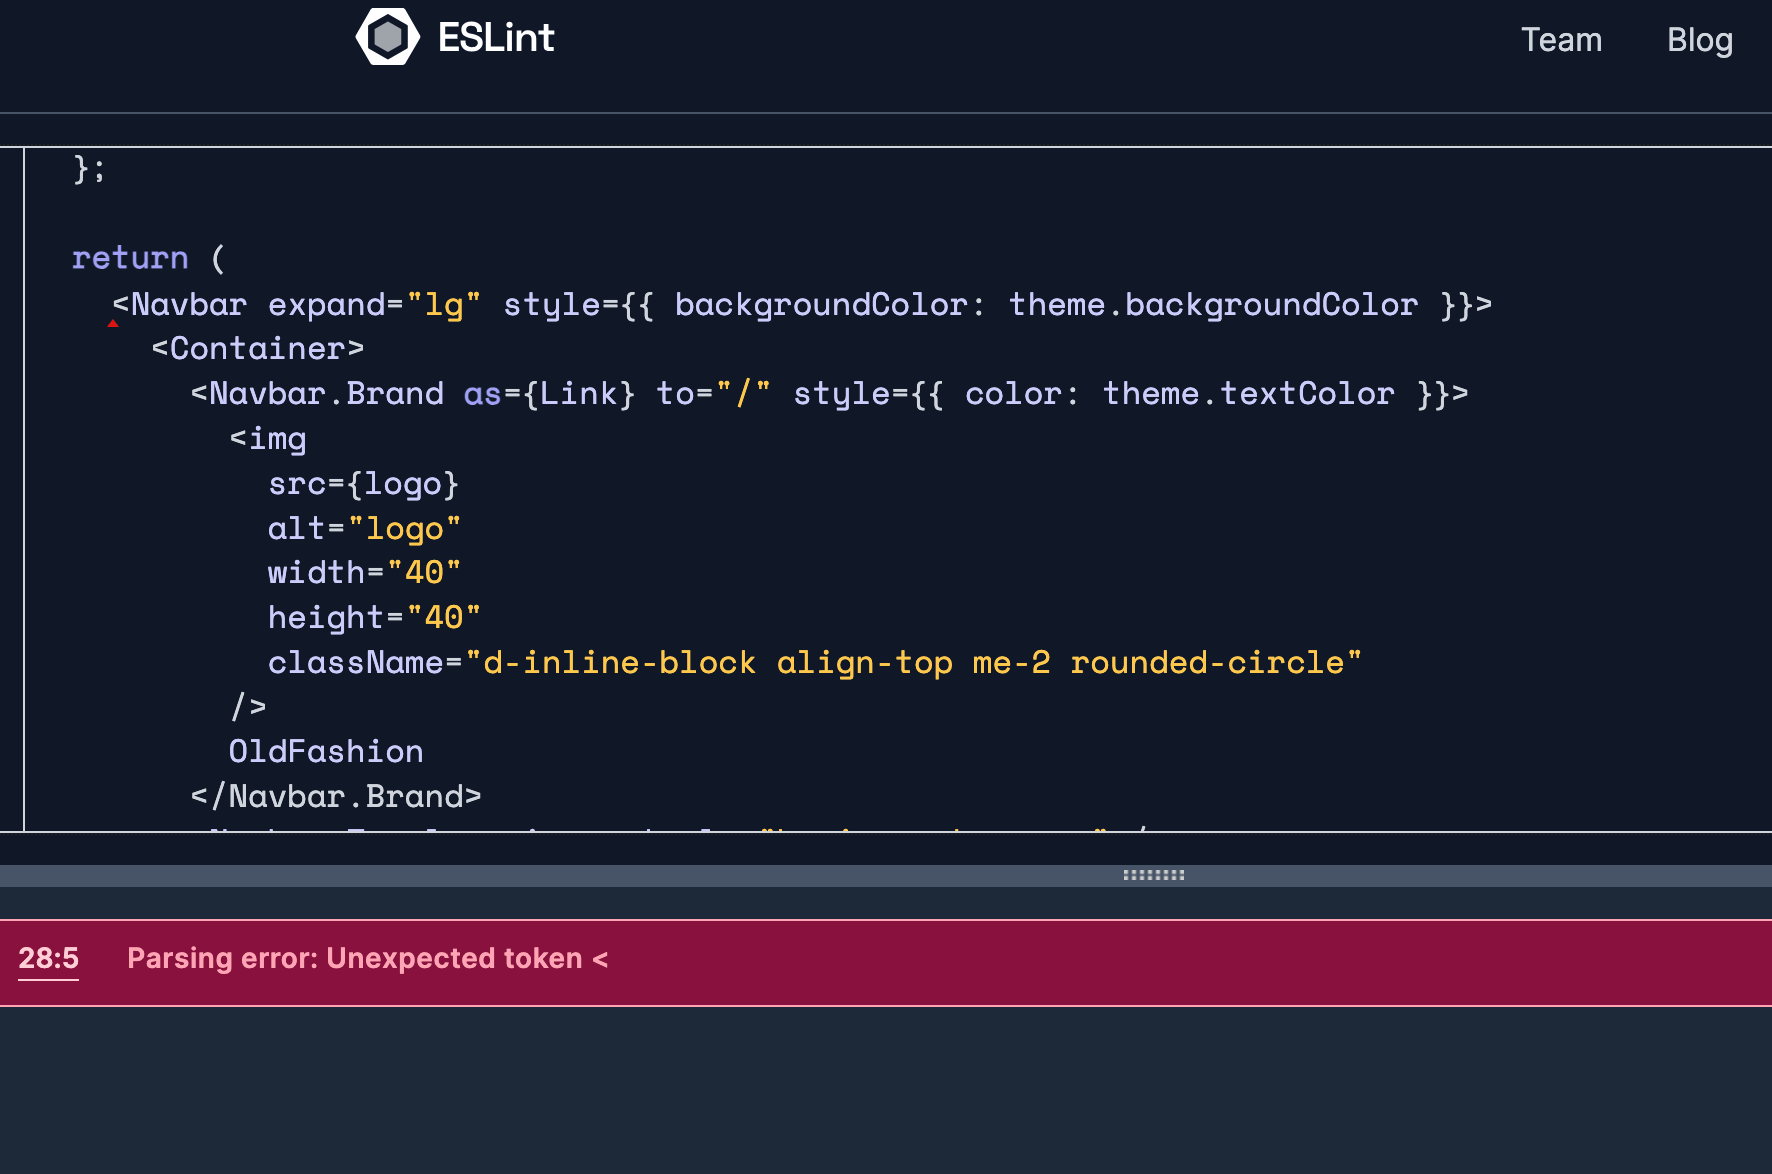 ESLint
Team
Blog
};
return (
<Navbar expand="lg" style={{ backgroundColor: theme.backgroundColor }}>
<Container>
<Navbar.Brand as={Link} to="/" style={{ color: theme.textColor }}>
<img
src={logo}
alt="logo"
width="40"
height="40"
className="d-inline-block align-top me-2 rounded-circle"
/>
OldFashion
</Navbar.Brand>
28:5 Parsing error: Unexpected token <